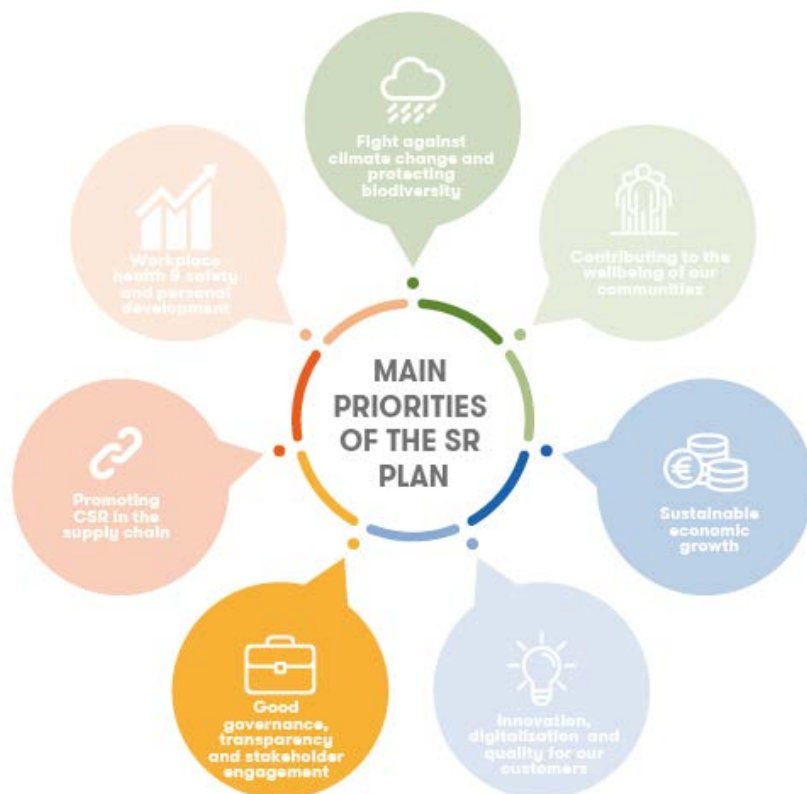 Fight against
climate change and
protecting
biodiversity
Contributing to the
wellbeing of our
communities
Sustainable
economic
growth
Innovation,
digitalization and
quality for our
customers
Good
governance,
transparency
and stakeholder
engagement
Promoting
CSR in the
supply chain
Workplace
health & safety
and personal
development
MAIN
PRIORITIES
OF THE SR
PLAN
€